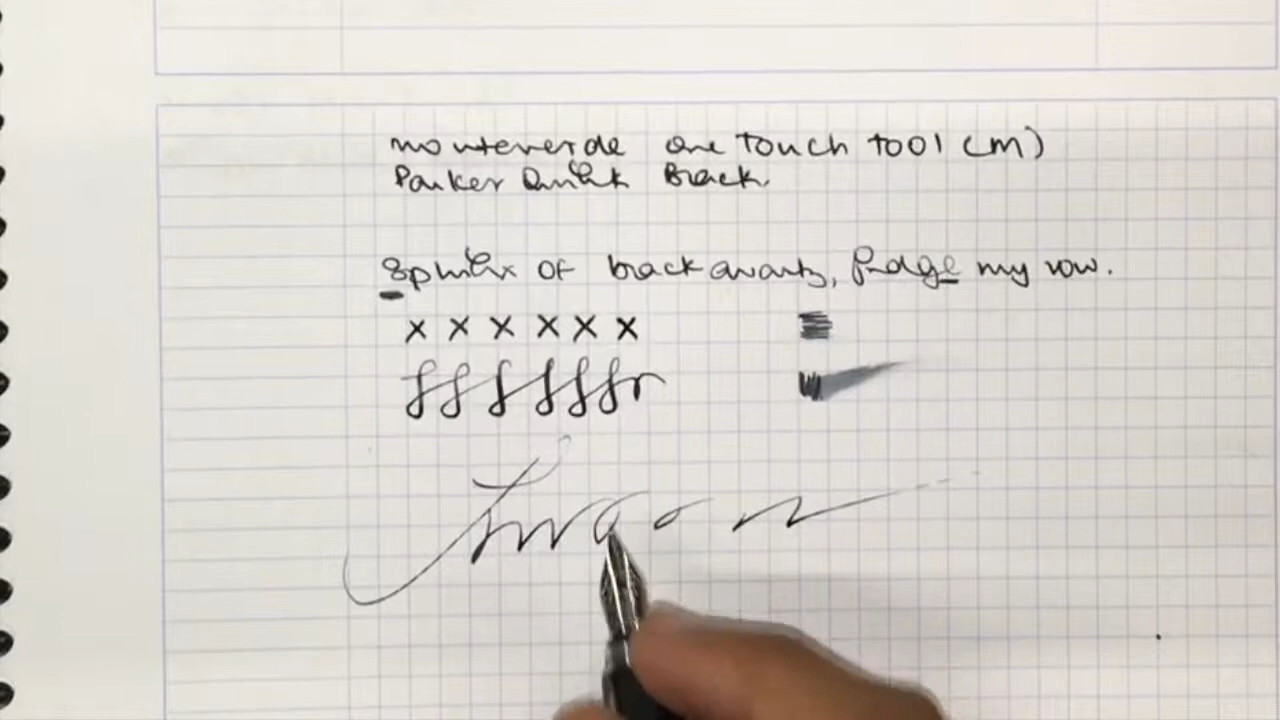 monteverde one Touch TOOl (M)
Parker Quink Black.
Sphinx OF black quartz, judge my vow.
x x x x x x